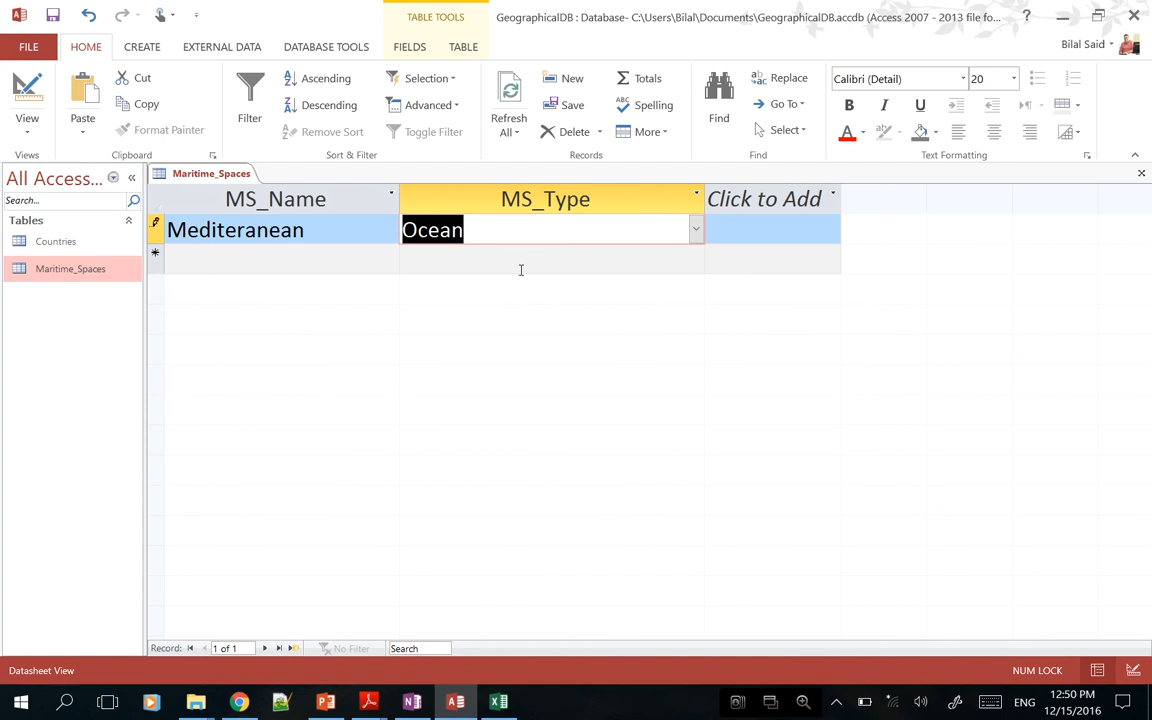 TABLE TOOLS
GeographicalDB : Database- C:\Users\Bilal\Documents\GeographicalDB.accdb (Access 2007 - 2013 file fo...
FILE HOME CREATE EXTERNAL DATA DATABASE TOOLS FIELDS TABLE Bilal Said
View
Views
Paste
Cut
Copy
Format Painter
Clipboard
Filter
Ascending
Descending
Remove Sort
Selection
Advanced
Toggle Filter
Sort & Filter
Refresh
All
New
Save
Delete
Totals
Spelling
More
Records
Find
Replace
Go To
Select
Find
Calibri (Detail) 20
B I U
A
Text Formatting
All Access...
Search...
Tables
Countries
Maritime_Spaces
Maritime_Spaces
MS_Name MS_Type Click to Add
Mediteranean Ocean
Record: 1 of 1 No Filter Search
Datasheet View NUM LOCK
ENG
12:50 PM
12/15/2016